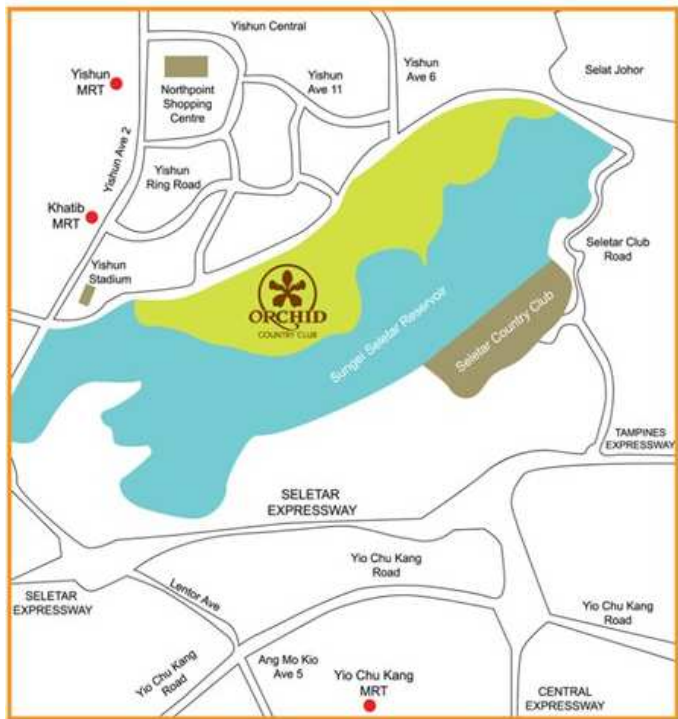 Yishun Central
Yishun
MRT
Northpoint
Shopping
Centre
Yishun
Ave 11
Yishun
Ave 6
Selat Johor
Yishun Ave 2
Yishun
Ring Road
Khatib
MRT
Yishun
Stadium
Seletar Club
Road
ORCHID
COUNTRY CLUB
Sungei Seletar Reservoir
Seletar Country Club
TAMPINES
EXPRESSWAY
SELETAR
EXPRESSWAY
Yio Chu Kang
Road
SELETAR
EXPRESSWAY
Lentor Ave
Yio Chu Kang
Road
Yio Chu Kang
Road
Ang Mo Kio
Ave 5
Yio Chu Kang
MRT
CENTRAL
EXPRESSWAY